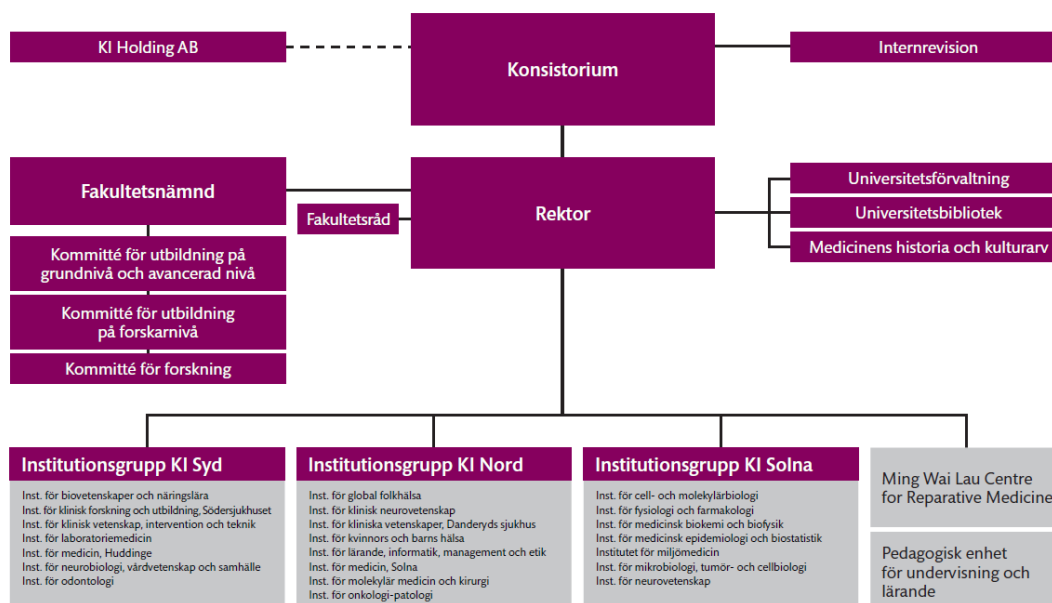 KI Holding AB
Konsistorium
Internrevision
Fakultetsnämnd
Fakultetsråd
Rektor
Universitetsförvaltning
Universitetsbibliotek
Medicinens historia och kulturarv
Kommitté för utbildning på
grundnivå och avancerad nivå
Kommitté för utbildning
på forskarnivå
Kommitté för forskning
Institutionsgrupp KI Syd
Inst. för biovetenskaper och näringslära
Inst. för klinisk forskning och utbildning, Södersjukhuset
Inst. för klinisk vetenskap, intervention och teknik
Inst. för laboratoriemedicin
Inst. för medicin, Huddinge
Inst. för neurobiologi, vårdvetenskap och samhälle
Inst. för odontologi
Institutionsgrupp KI Nord
Inst. för global folkhälsa
Inst. för klinisk neurovetenskap
Inst. för kliniska vetenskaper, Danderyds sjukhus
Inst. för kvinnors och barns hälsa
Inst. för lärande, informatik, management och etik
Inst. för medicin, Solna
Inst. för molekylär medicin och kirurgi
Inst. för onkologi-patologi
Institutionsgrupp KI Solna
Inst. för cell- och molekylärbiologi
Inst. för fysiologi och farmakologi
Inst. för medicinsk biokemi och biofysik
Inst. för medicinsk epidemiologi och biostatistik
Institutet för miljömedicin
Inst. för mikrobiologi, tumör- och cellbiologi
Inst. för neurovetenskap
Ming Wai Lau Centre
for Reparative Medicine
Pedagogisk enhet
för undervisning och
lärande